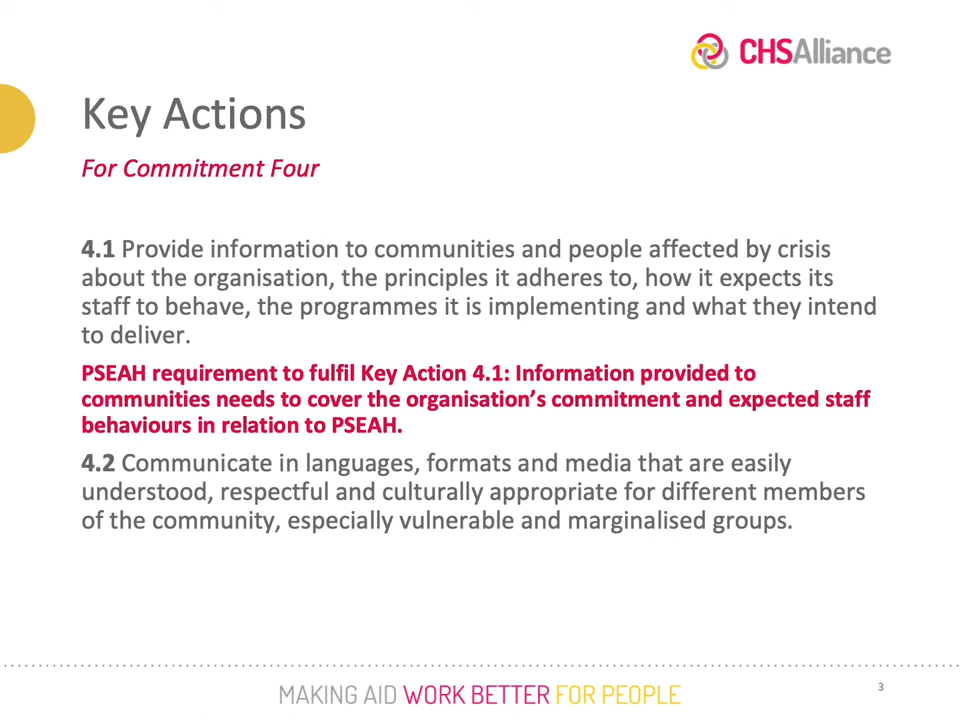 CHSAlliance
Key Actions
For Commitment Four
4.1 Provide information to communities and people affected by crisis
about the organisation, the principles it adheres to, how it expects its
staff to behave, the programmes it is implementing and what they intend
to deliver.
PSEAH requirement to fulfil Key Action 4.1: Information provided to
communities needs to cover the organisation’s commitment and expected staff
behaviours in relation to PSEAH.
4.2 Communicate in languages, formats and media that are easily
understood, respectful and culturally appropriate for different members
of the community, especially vulnerable and marginalised groups.
MAKING AID WORK BETTER FOR PEOPLE
3